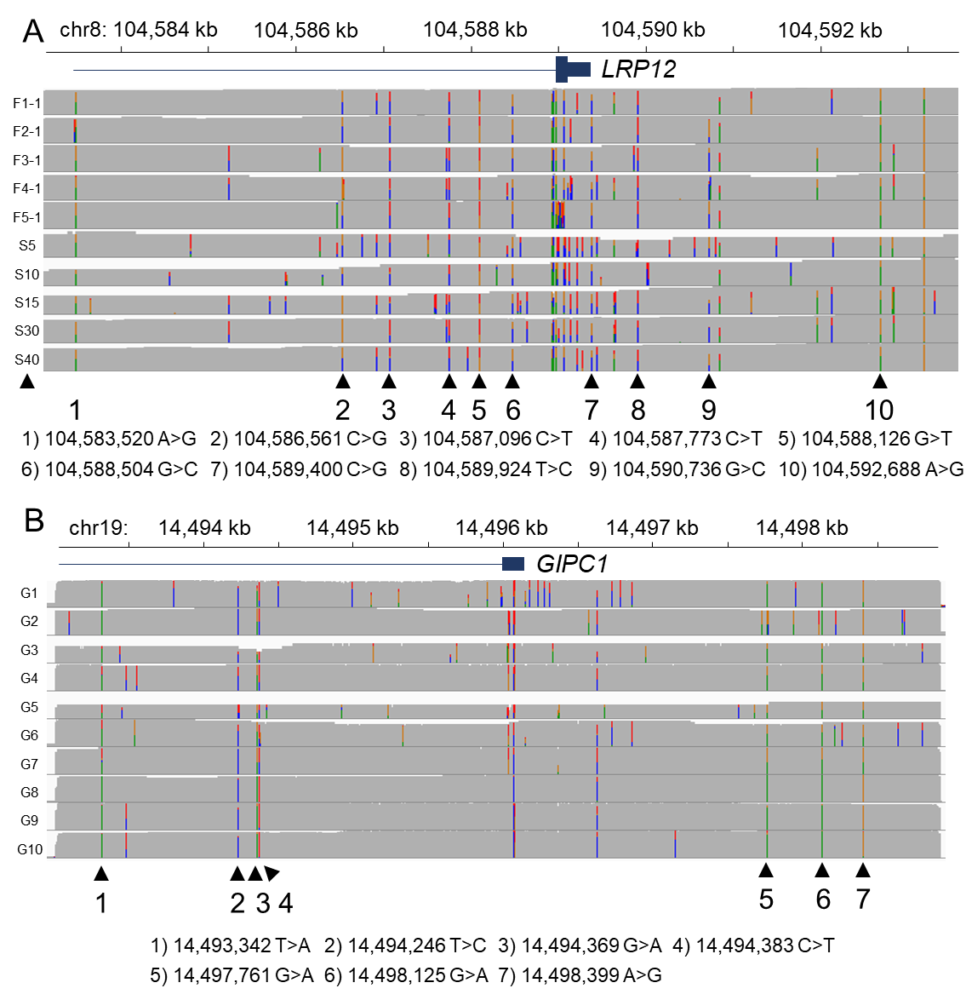 A
chr8: 104,584 kb 104,586 kb 104,588 kb 104,590 kb 104,592 kb
LRP12
F1-1
F2-1
F3-1
F4-1
F5-1
S5
S10
S15
S30
S40
1 2 3 4 5 6 7 8 9 10
1) 104,583,520 A>G 2) 104,586,561 C>G 3) 104,587,096 C>T 4) 104,587,773 C>T 5) 104,588,126 G>T
6) 104,588,504 G>C 7) 104,589,400 C>G 8) 104,589,924 T>C 9) 104,590,736 G>C 10) 104,592,688 A>G
B
chr19: 14,494 kb 14,495 kb 14,496 kb 14,497 kb 14,498 kb
GIPC1
G1
G2
G3
G4
G5
G6
G7
G8
G9
G10
1 2 3 4 5 6 7
1) 14,493,342 T>A 2) 14,494,246 T>C 3) 14,494,369 G>A 4) 14,494,383 C>T
5) 14,497,761 G>A 6) 14,498,125 G>A 7) 14,498,399 A>G